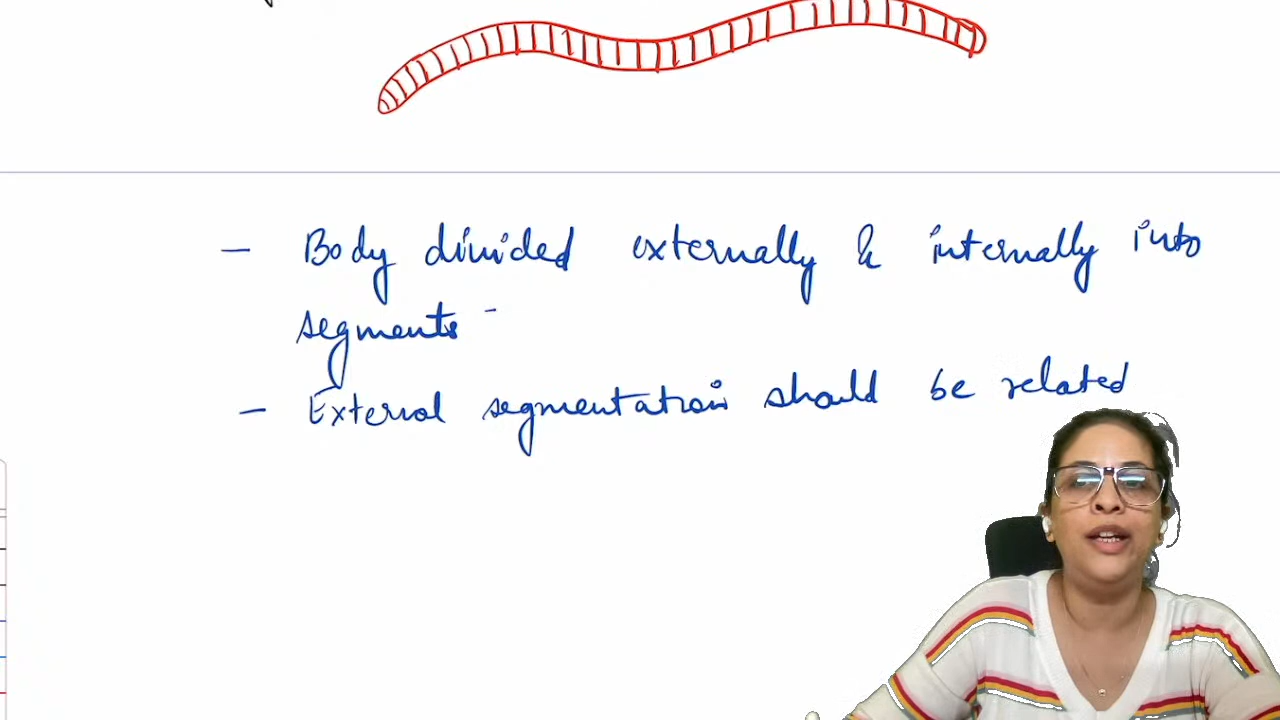 – Body divided externally & internally into
segments –
– External segmentation should be related